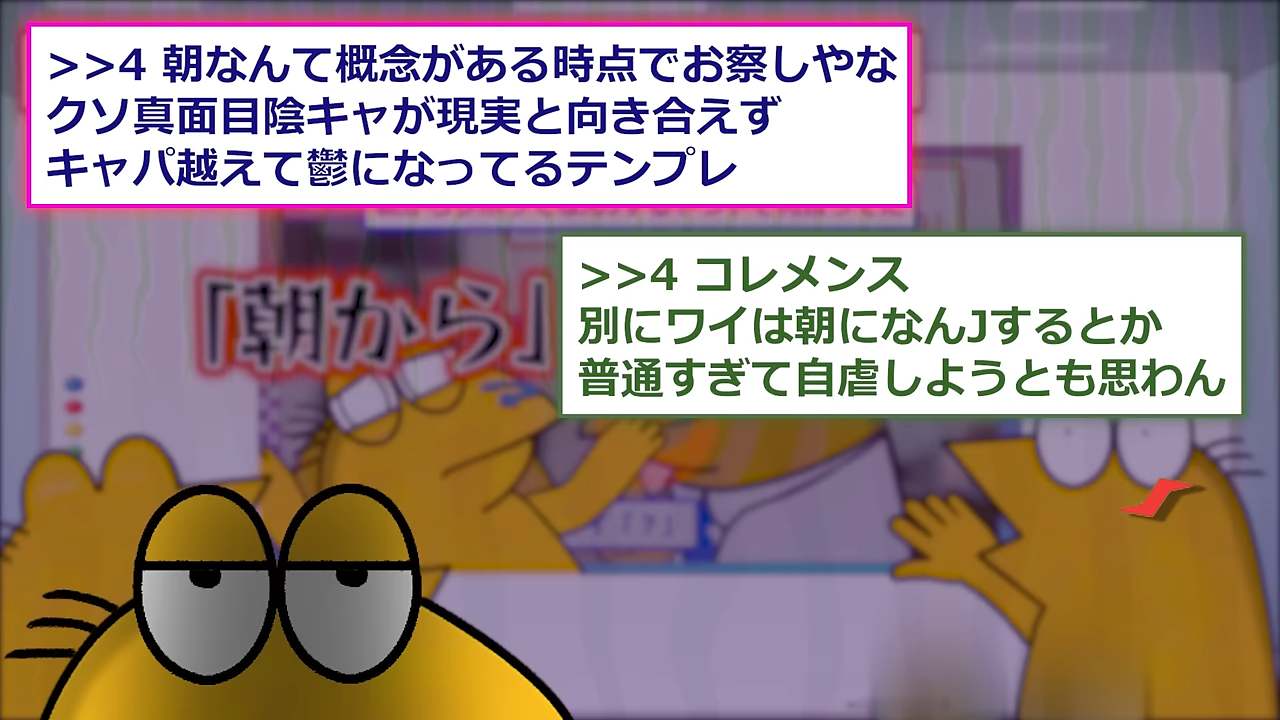 >>4 朝なんて概念がある時点でお察しやな
クソ真面目陰キャが現実と向き合えず
キャパ越えて鬱になってるテンプレ
>>4 コレメンス
別にワイは朝になんJするとか
普通すぎて自虐しようとも思わん
「朝から」